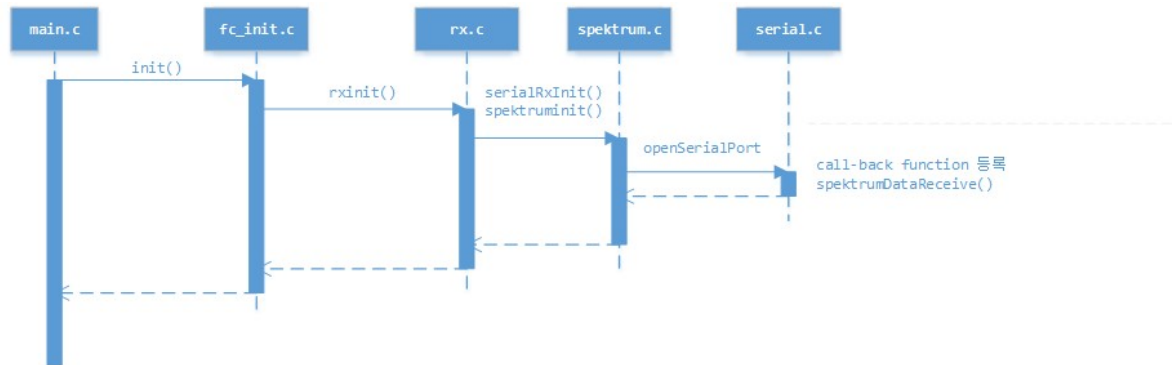 main.c
fc_init.c
rx.c
spektrum.c
serial.c
init()
rxinit()
serialRxInit()
spektruminit()
openSerialPort
call-back function 등록
spektrumDataReceive()